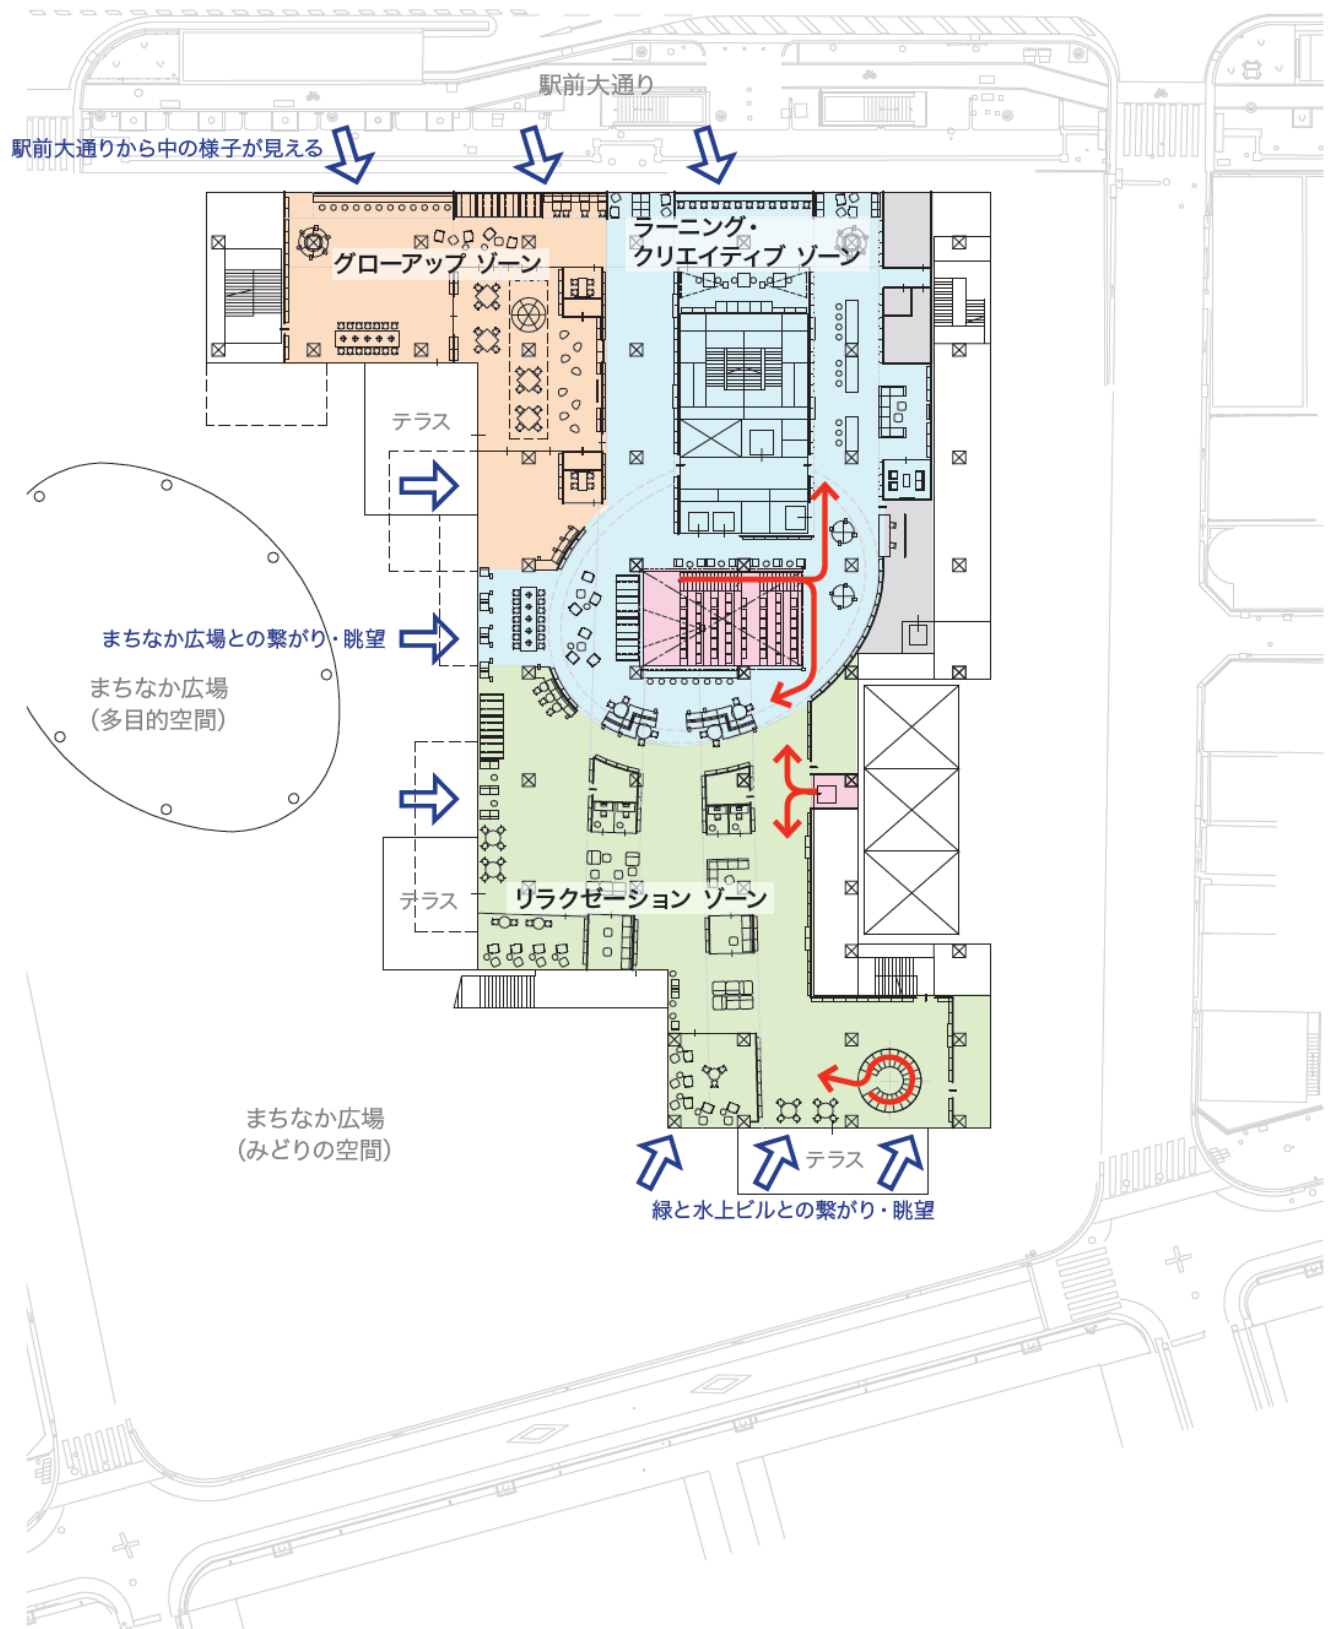 駅前大通り
駅前大通りから中の様子が見える
ラーニング・
クリエイティブ ゾーン
グローアップ ゾーン
テラス
まちなか広場との繋がり・眺望
まちなか広場
(多目的空間)
テラス
リラクゼーション ゾーン
まちなか広場
(みどりの空間)
テラス
緑と水上ビルとの繋がり・眺望